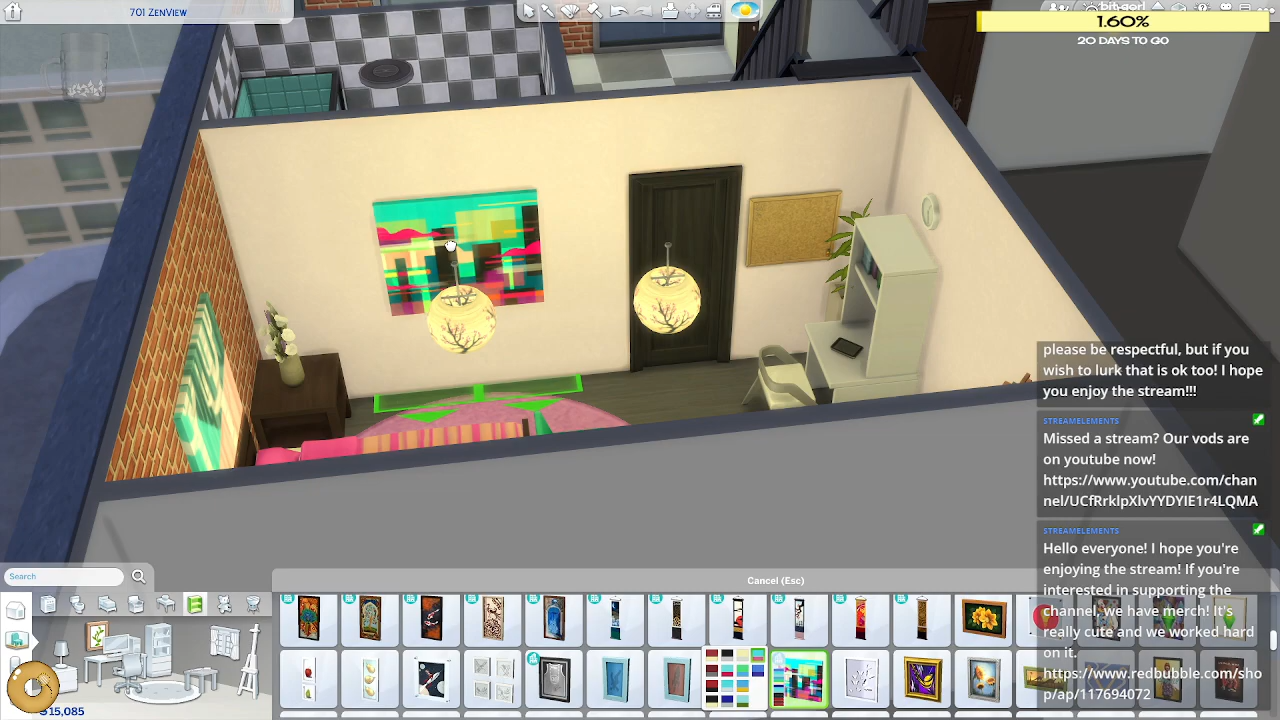 701 ZENVIEW
bitgerl
1.60%
20 DAYS TO GO
please be respectful, but if you
wish to lurk that is ok too! I hope
you enjoy the stream!!!
STREAMELEMENTS
Missed a stream? Our vods are
on youtube now!
https://www.youtube.com/chan
nel/UCfRrklpXlvYYDYIE1r4LQMA
STREAMELEMENTS
Hello everyone! I hope you're
enjoying the stream! If you're
interested in supporting the
channel, we have merch! It's
really cute and we worked hard
on it.
https://www.redbubble.com/sho
p/ap/117694072
Search
Cancel (Esc)
15,085